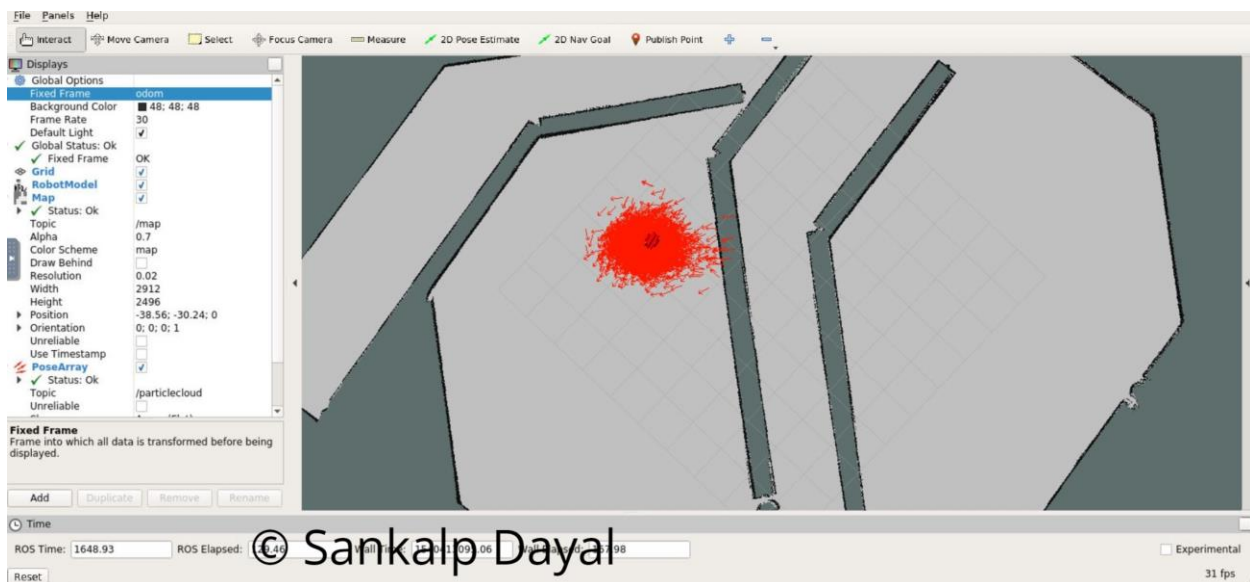 File Panels Help
Interact Move Camera Select Focus Camera Measure 2D Pose Estimate 2D Nav Goal Publish Point
Displays
Global Options
Fixed Frame odom
Background Color 48; 48; 48
Frame Rate 30
Default Light
Global Status: Ok
Fixed Frame OK
Grid
RobotModel
Map
Status: Ok
Topic /map
Alpha 0.7
Color Scheme map
Draw Behind
Resolution 0.02
Width 2912
Height 2496
Position -38.56; -30.24; 0
Orientation 0; 0; 0; 1
Unreliable
Use Timestamp
PoseArray
Status: Ok
Topic /particlecloud
Unreliable
Fixed Frame
Frame into which all data is transformed before being
displayed.
Add Duplicate Remove Rename
Time
ROS Time: 1648.93 ROS Elapsed:
© Sankalp Dayal
Experimental
Reset 31 fps